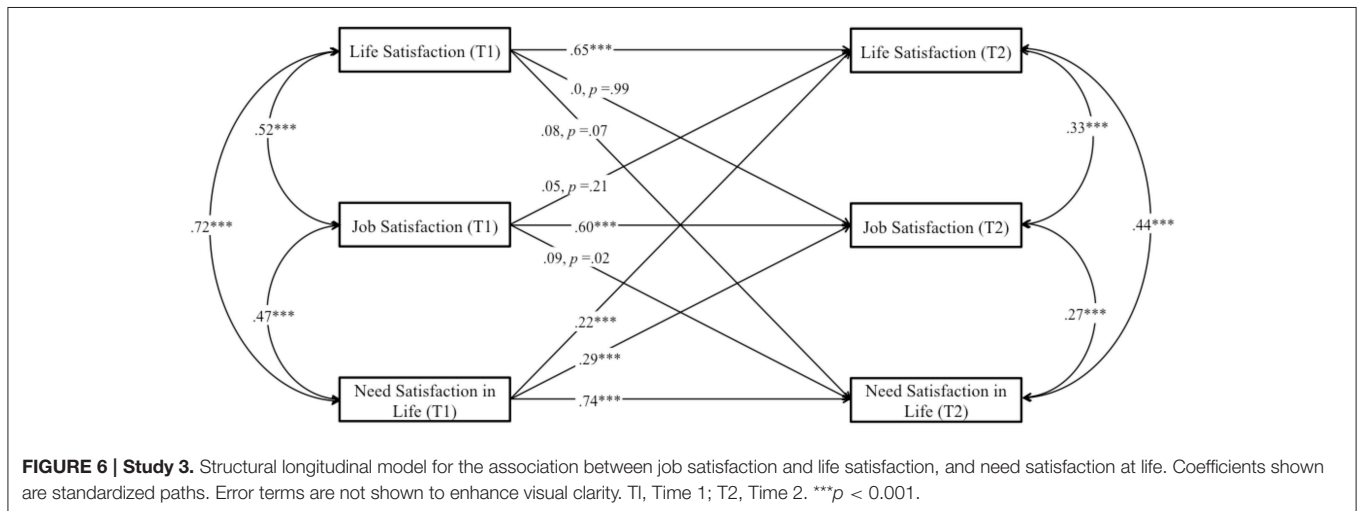 Life Satisfaction (T1)
.65***
Life Satisfaction (T2)
.0, p =.99
.52***
.08, p =.07
.33***
.05, p =.21
.72***
Job Satisfaction (T1)
.60***
Job Satisfaction (T2)
.44***
.09, p =.02
.47***
.22***
.27***
.29***
Need Satisfaction in
Life (T1)
.74***
Need Satisfaction in
Life (T2)
FIGURE 6 | Study 3. Structural longitudinal model for the association between job satisfaction and life satisfaction, and need satisfaction at life. Coefficients shown
are standardized paths. Error terms are not shown to enhance visual clarity. Tl, Time 1; T2, Time 2. ***p < 0.001.